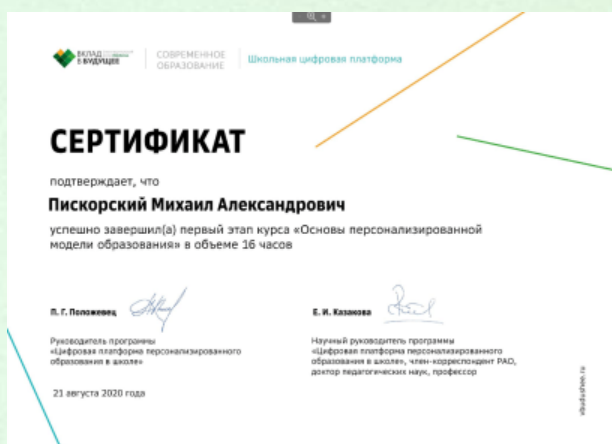 ВКЛАД
В БУДУЩЕЕ
СОВРЕМЕННОЕ
ОБРАЗОВАНИЕ
Школьная цифровая платформа
СЕРТИФИКАТ
подтверждает, что
Пискорский Михаил Александрович
успешно завершил(а) первый этап курса «Основы персонализированной
модели образования» в объеме 16 часов
П. Г. Положевец
Руководитель программы
«Цифровая платформа персонализированного
образования в школе»
21 августа 2020 года
Е. И. Казакова
Научный руководитель программы
«Цифровая платформа персонализированного
образования в школе», член-корреспондент РАО,
доктор педагогических наук, профессор
vbudushee.ru